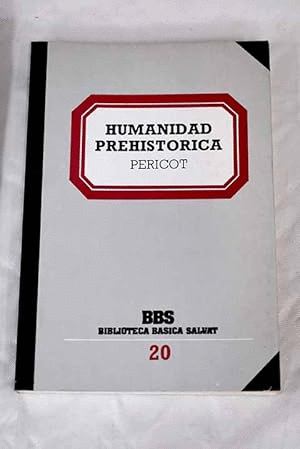 HUMANIDAD
PREHISTORICA
PERICOT
BBS
BIBLIOTECA BASICA SALVAT
20